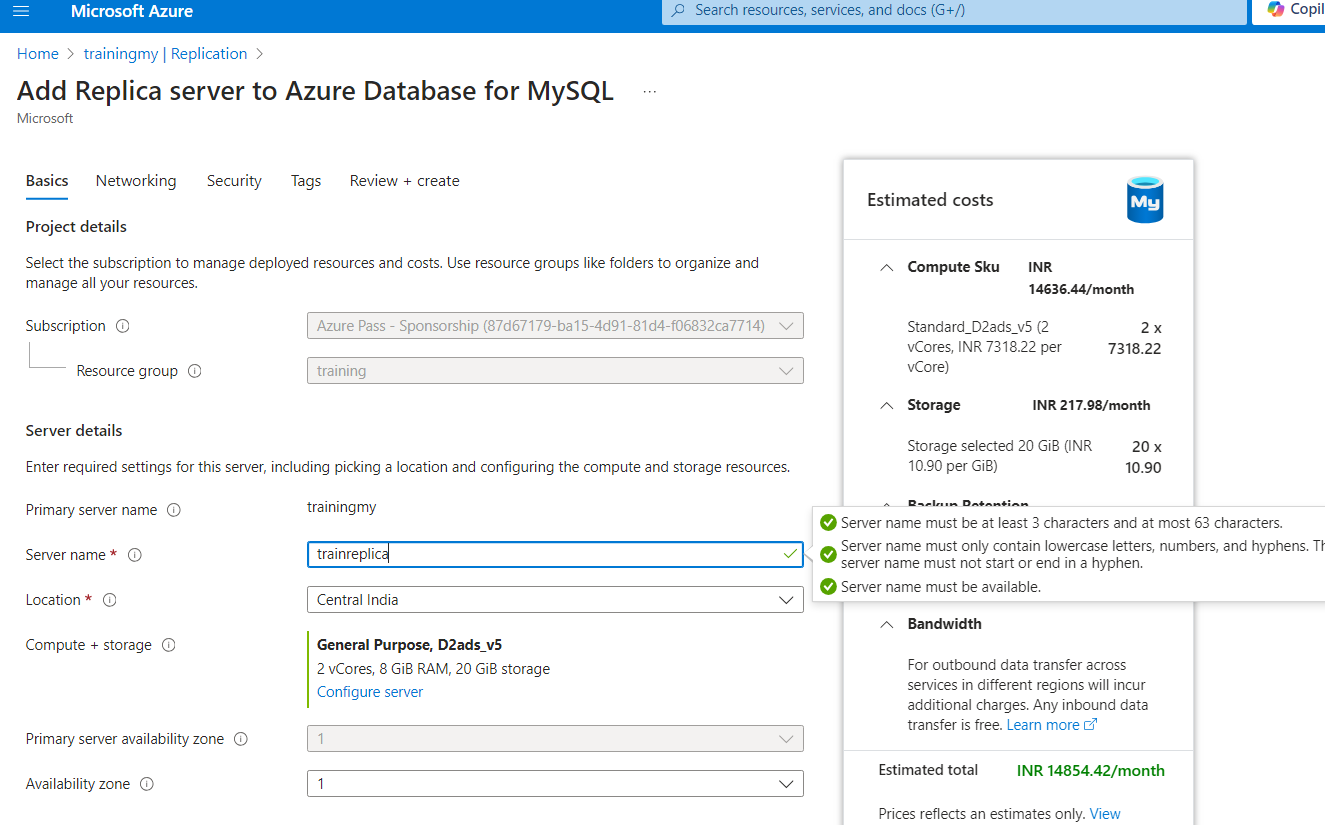 Microsoft Azure
Search resources, services, and docs (G+/)
Copil
Home > trainingmy | Replication >
Add Replica server to Azure Database for MySQL ...
Microsoft
Basics Networking Security Tags Review + create
Project details
Select the subscription to manage deployed resources and costs. Use resource groups like folders to organize and
manage all your resources.
Subscription
Azure Pass - Sponsorship (87d67179-ba15-4d91-81d4-f06832ca7714)
Resource group
training
Server details
Enter required settings for this server, including picking a location and configuring the compute and storage resources.
Primary server name
trainingmy
Server name *
trainreplica
Server name must be at least 3 characters and at most 63 characters.
Server name must only contain lowercase letters, numbers, and hyphens. Th
server name must not start or end in a hyphen.
Server name must be available.
Location *
Central India
Compute + storage
General Purpose, D2ads_v5
2 vCores, 8 GiB RAM, 20 GiB storage
Configure server
Primary server availability zone
1
Availability zone
1
Estimated costs
My
Compute Sku
INR
14636.44/month
Standard_D2ads_v5 (2
vCores, INR 7318.22 per
vCore)
2 x
7318.22
Storage
INR 217.98/month
Storage selected 20 GiB (INR
10.90 per GiB)
20 x
10.90
Backup Retention
Bandwidth
For outbound data transfer across
services in different regions will incur
additional charges. Any inbound data
transfer is free. Learn more
Estimated total
INR 14854.42/month
Prices reflect an estimates only. View